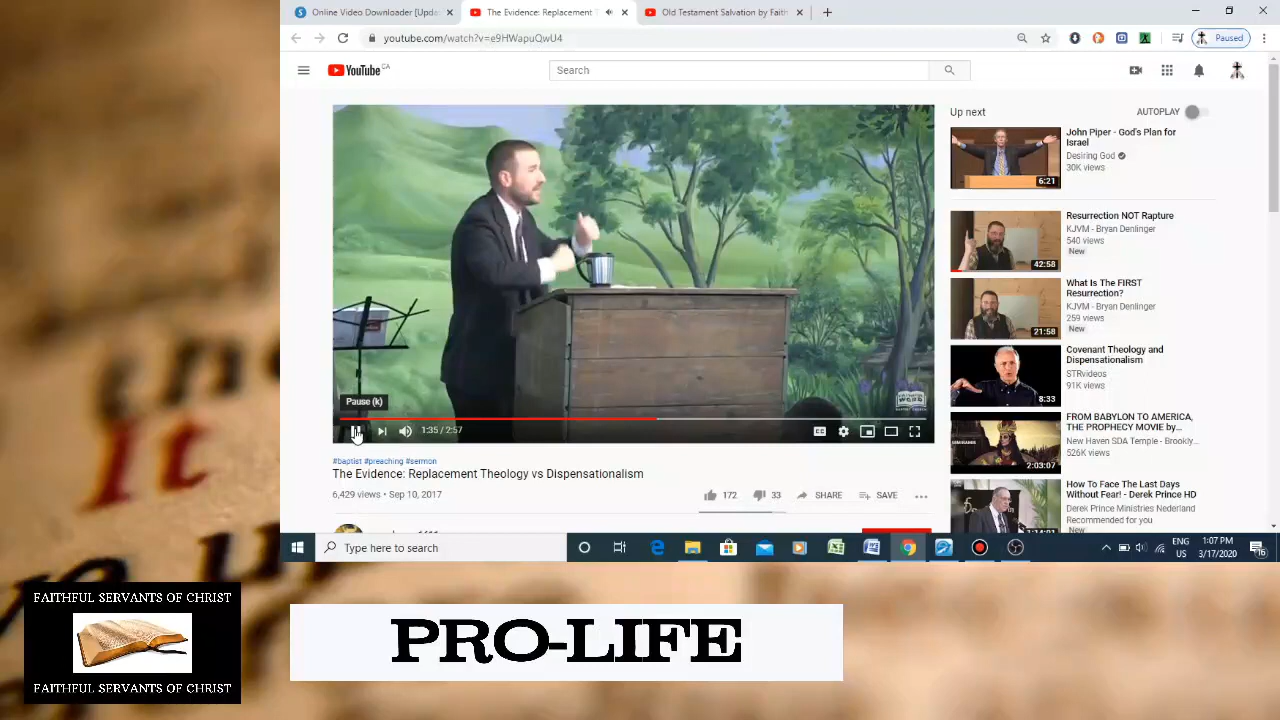 Online Video Downloader [Upda
The Evidence: Replacement T
Old Testament Salvation by Faith
youtube.com/watch?v=e9HWapuQwU4
Paused
YouTube CA
Search
Up next
AUTOPLAY
John Piper - God's Plan for
Israel
Desiring God
30K views
6:21
Resurrection NOT Rapture
KJVM - Bryan Denlinger
540 views
New
42:58
What Is The FIRST
Resurrection?
KJVM - Bryan Denlinger
259 views
New
21:58
Covenant Theology and
Dispensationalism
STRvideos
91K views
8:33
FROM BABYLON TO AMERICA,
THE PROPHECY MOVIE by...
New Haven SDA Temple - Brookly...
526K views
2:03:07
How To Face The Last Days
Without Fear! - Derek Prince HD
Derek Prince Ministries Nederland
Recommended for you
New
Pause (k)
1:35 / 2:57
#baptist #preaching #sermon
The Evidence: Replacement Theology vs Dispensationalism
6,429 views • Sep 10, 2017
172
33
SHARE
SAVE
Type here to search
ENG
US
1:07 PM
3/17/2020
16
It
FAITHFUL SERVANTS OF CHRIST
FAITHFUL SERVANTS OF CHRIST
PRO-LIFE